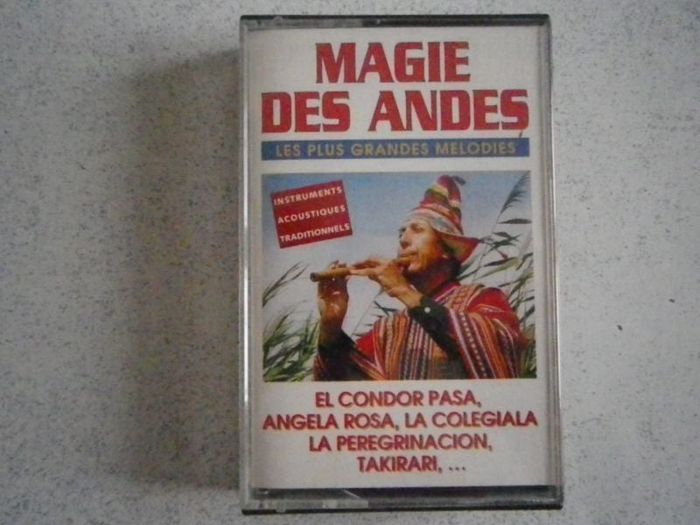 MAGIE
DES ANDES
LES PLUS GRANDES MELODIES
INSTRUMENTS
ACOUSTIQUES
TRADITIONNELS
EL CONDOR PASA,
ANGELA ROSA, LA COLEGIALA
LA PEREGRINACION,
TAKIRARI, ...